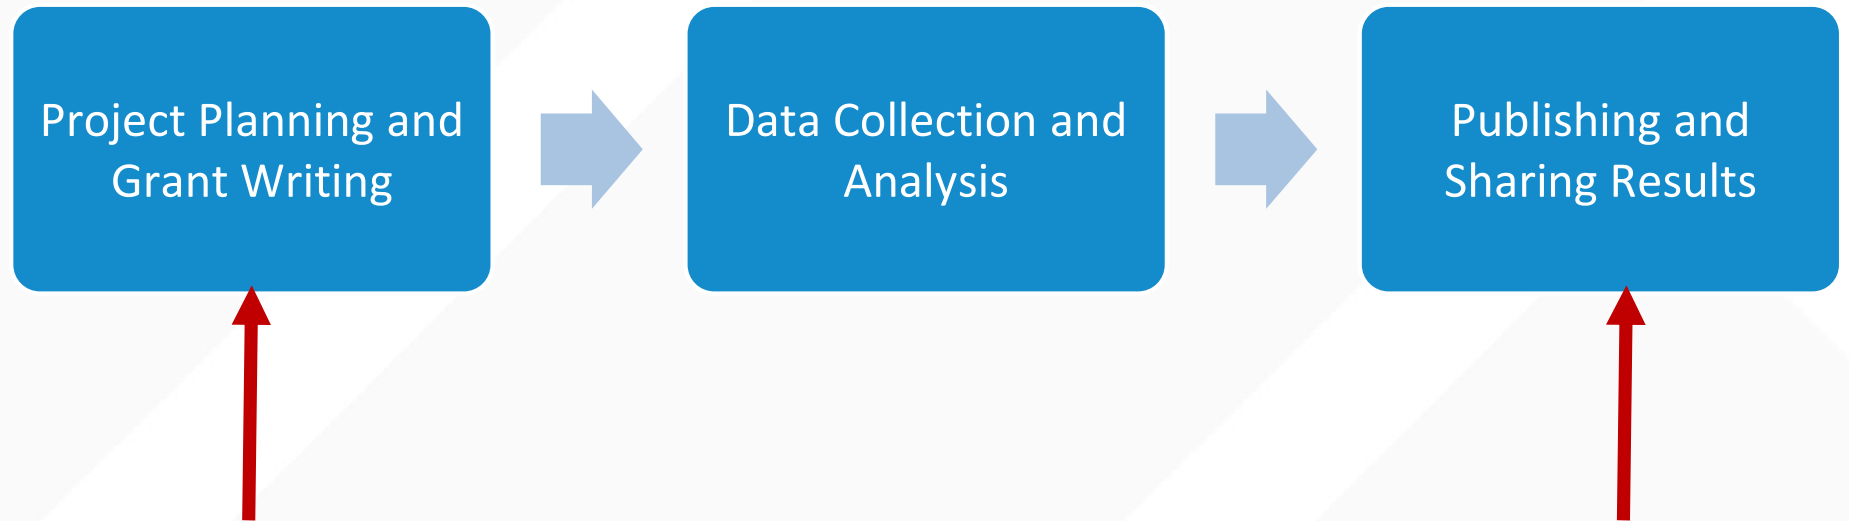 Project Planning and
Grant Writing
Data Collection and
Analysis
Publishing and
Sharing Results